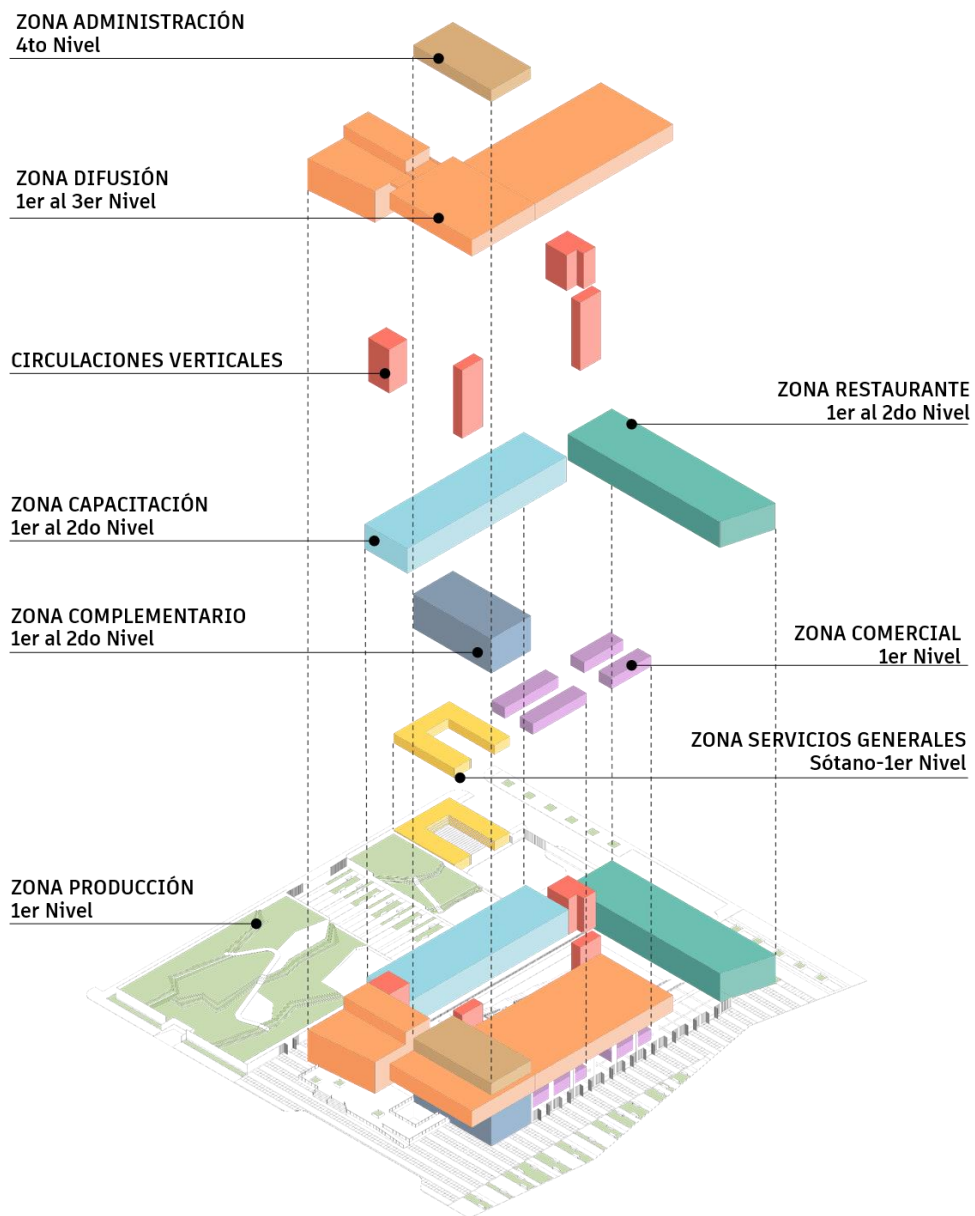 ZONA ADMINISTRACIÓN
4to Nivel
ZONA DIFUSIÓN
1er al 3er Nivel
CIRCULACIONES VERTICALES
ZONA RESTAURANTE
1er al 2do Nivel
ZONA CAPACITACIÓN
1er al 2do Nivel
ZONA COMPLEMENTARIO
1er al 2do Nivel
ZONA COMERCIAL
1er Nivel
ZONA SERVICIOS GENERALES
Sótano-1er Nivel
ZONA PRODUCCIÓN
1er Nivel